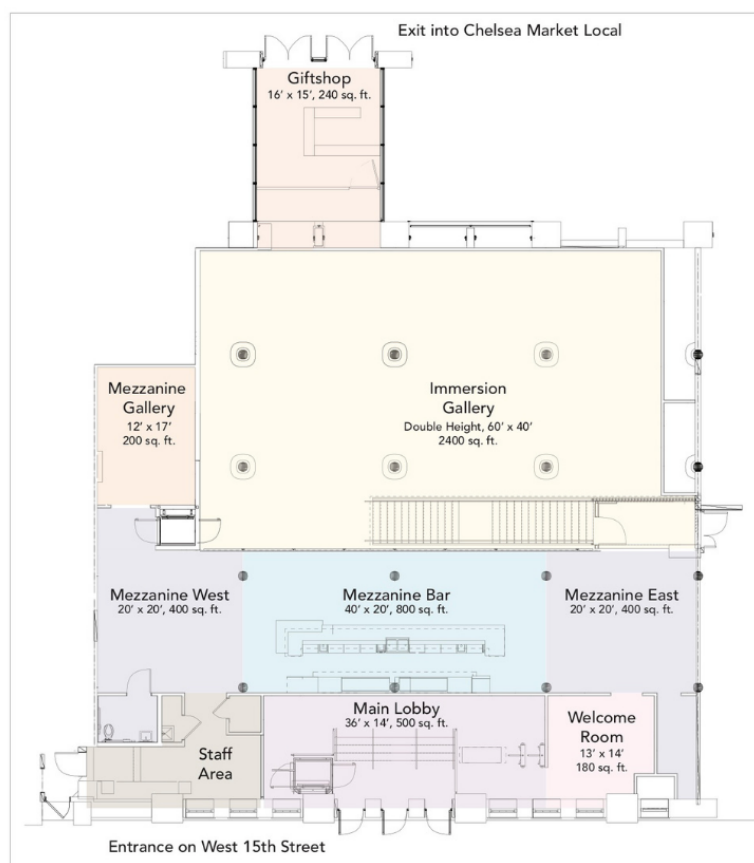 Exit into Chelsea Market Local
Giftshop
16' x 15', 240 sq. ft.
Mezzanine
Gallery
12' x 17'
200 sq. ft.
Immersion
Gallery
Double Height, 60' x 40'
2400 sq. ft.
Mezzanine West
20' x 20', 400 sq. ft.
Mezzanine Bar
40' x 20', 800 sq. ft.
Mezzanine East
20' x 20', 400 sq. ft.
Main Lobby
36' x 14', 500 sq. ft.
Welcome
Room
13' x 14'
180 sq. ft.
Staff
Area
Entrance on West 15th Street